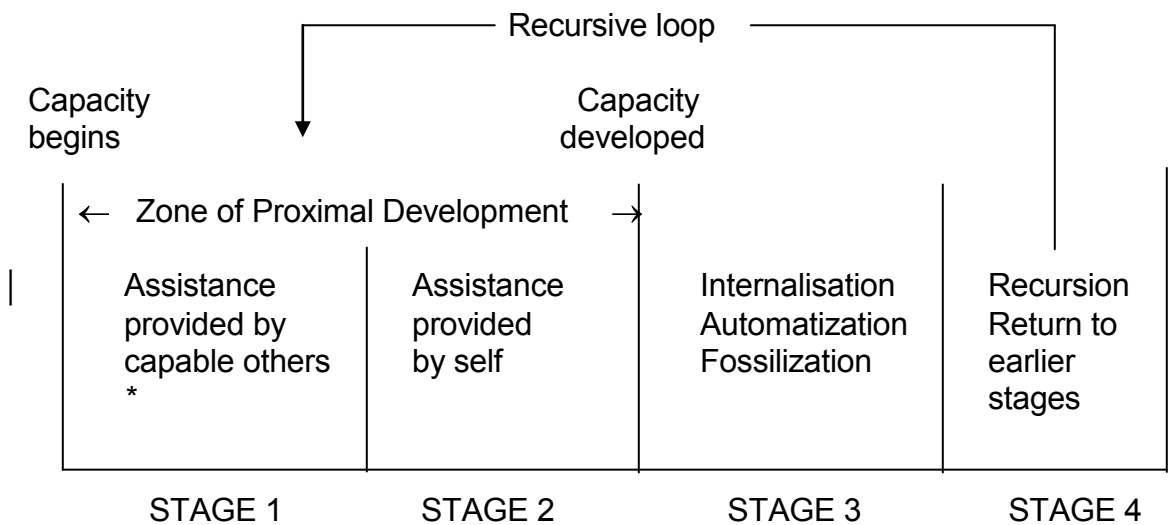 Recursive loop
Capacity
begins
Capacity
developed
← Zone of Proximal Development →
Assistance
provided by
capable others
*
Assistance
provided
by self
Internalisation
Automatization
Fossilization
Recursion
Return to
earlier
stages
STAGE 1
STAGE 2
STAGE 3
STAGE 4